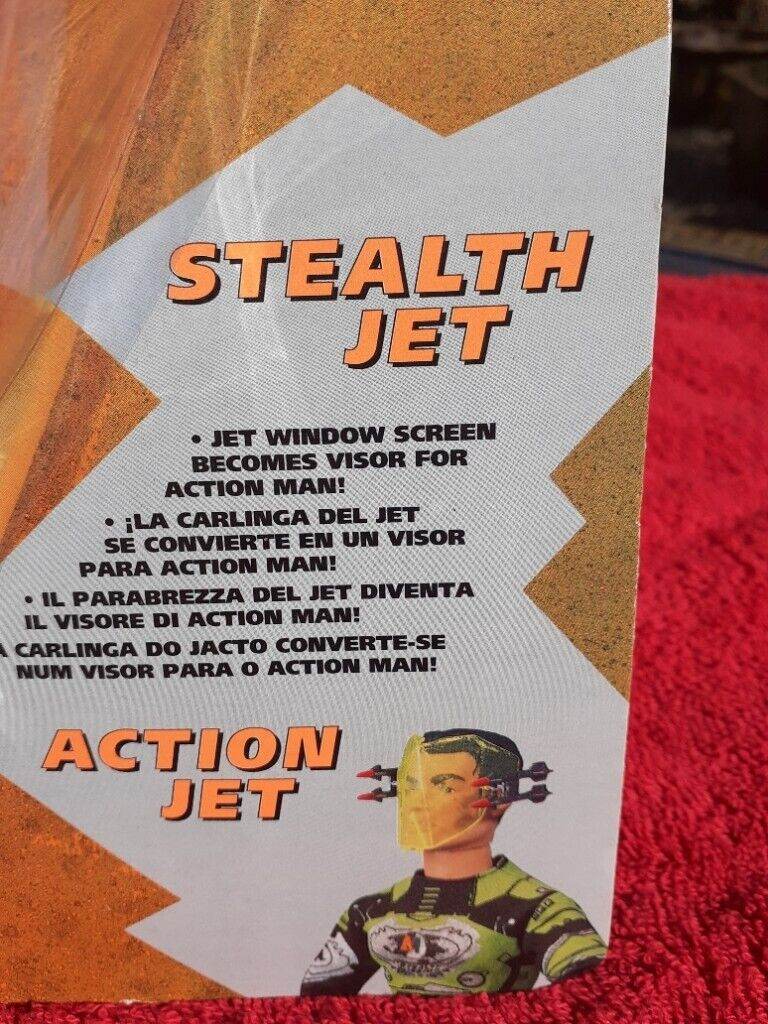 STEALTH
JET
• JET WINDOW SCREEN
BECOMES VISOR FOR
ACTION MAN!
• ¡LA CARLINGA DEL JET
SE CONVIERTE EN UN VISOR
PARA ACTION MAN!
• IL PARABREZZA DEL JET DIVENTA
IL VISORE DI ACTION MAN!
A CARLINGA DO JACTO CONVERTE-SE
NUM VISOR PARA O ACTION MAN!
ACTION
JET